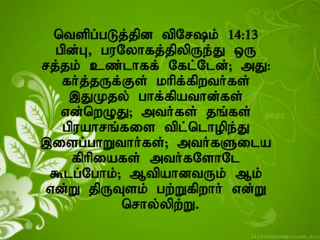 வெளிப்படுத்தின விசேஷம் 14:13
பின்பு, பரலோகத்திலிருந்து ஒரு
சத்தம் உண்டாகக் கேட்டேன்; அது:
கர்த்தருக்குள் மரிக்கிறவர்கள்
இதுமுதல் பாக்கியவான்கள்
என்றெழுது; அவர்கள் தங்கள்
பிரயாசங்களை விட்டொழிந்து
இளைப்பாறுவார்கள்; அவர்களுடைய
கிரியைகள் அவர்களோடே
கூடப்போம்; ஆவியானவரும் ஆம்
என்று திருவுளம் பற்றுகிறார் என்று
சொல்லிற்று.